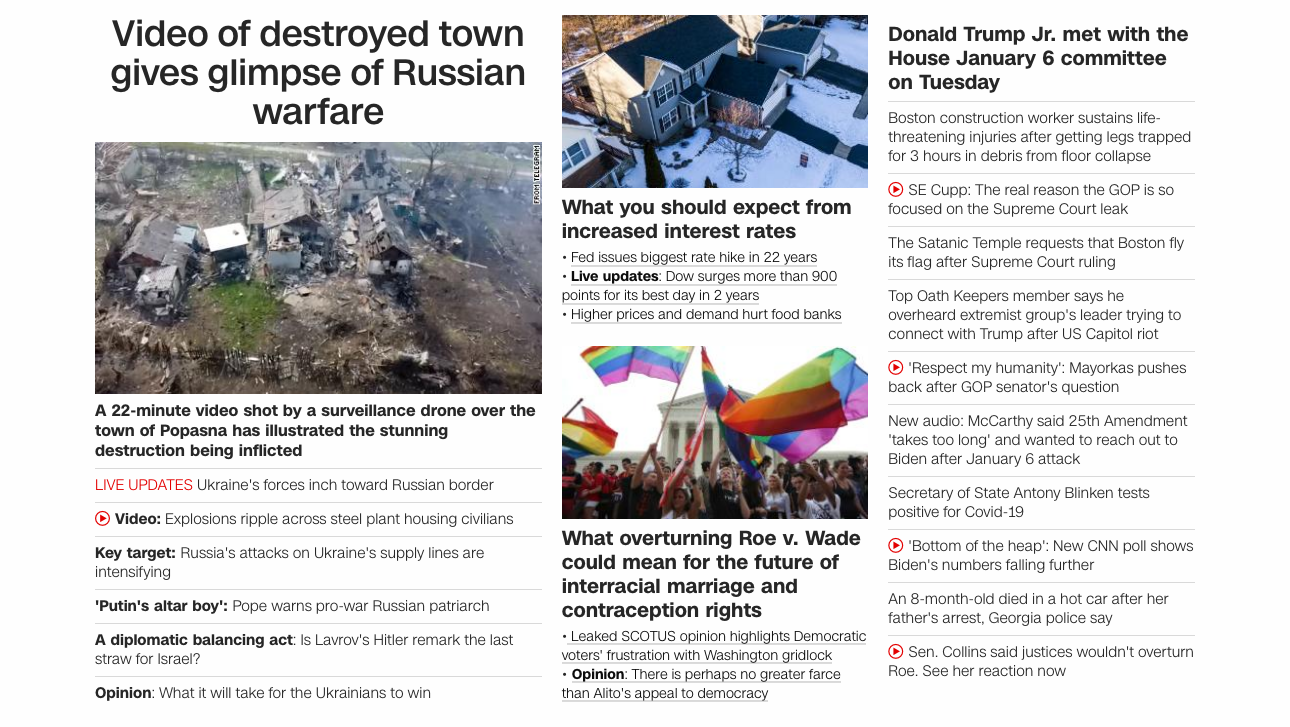 Video of destroyed town
gives glimpse of Russian
warfare
FROM TELEGRAM
A 22-minute video shot by a surveillance drone over the
town of Popasna has illustrated the stunning
destruction being inflicted
LIVE UPDATES Ukraine's forces inch toward Russian border
Video: Explosions ripple across steel plant housing civilians
Key target: Russia's attacks on Ukraine's supply lines are
intensifying
'Putin's altar boy': Pope warns pro-war Russian patriarch
A diplomatic balancing act: Is Lavrov's Hitler remark the last
straw for Israel?
Opinion: What it will take for the Ukrainians to win
What you should expect from
increased interest rates
• Fed issues biggest rate hike in 22 years
• Live updates: Dow surges more than 900
points for its best day in 2 years
• Higher prices and demand hurt food banks
What overturning Roe v. Wade
could mean for the future of
interracial marriage and
contraception rights
• Leaked SCOTUS opinion highlights Democratic
voters' frustration with Washington gridlock
• Opinion: There is perhaps no greater farce
than Alito's appeal to democracy
Donald Trump Jr. met with the
House January 6 committee
on Tuesday
Boston construction worker sustains life-
threatening injuries after getting legs trapped
for 3 hours in debris from floor collapse
SE Cupp: The real reason the GOP is so
focused on the Supreme Court leak
The Satanic Temple requests that Boston fly
its flag after Supreme Court ruling
Top Oath Keepers member says he
overheard extremist group's leader trying to
connect with Trump after US Capitol riot
'Respect my humanity': Mayorkas pushes
back after GOP senator's question
New audio: McCarthy said 25th Amendment
'takes too long' and wanted to reach out to
Biden after January 6 attack
Secretary of State Antony Blinken tests
positive for Covid-19
'Bottom of the heap': New CNN poll shows
Biden's numbers falling further
An 8-month-old died in a hot car after her
father's arrest, Georgia police say
Sen. Collins said justices wouldn't overturn
Roe. See her reaction now